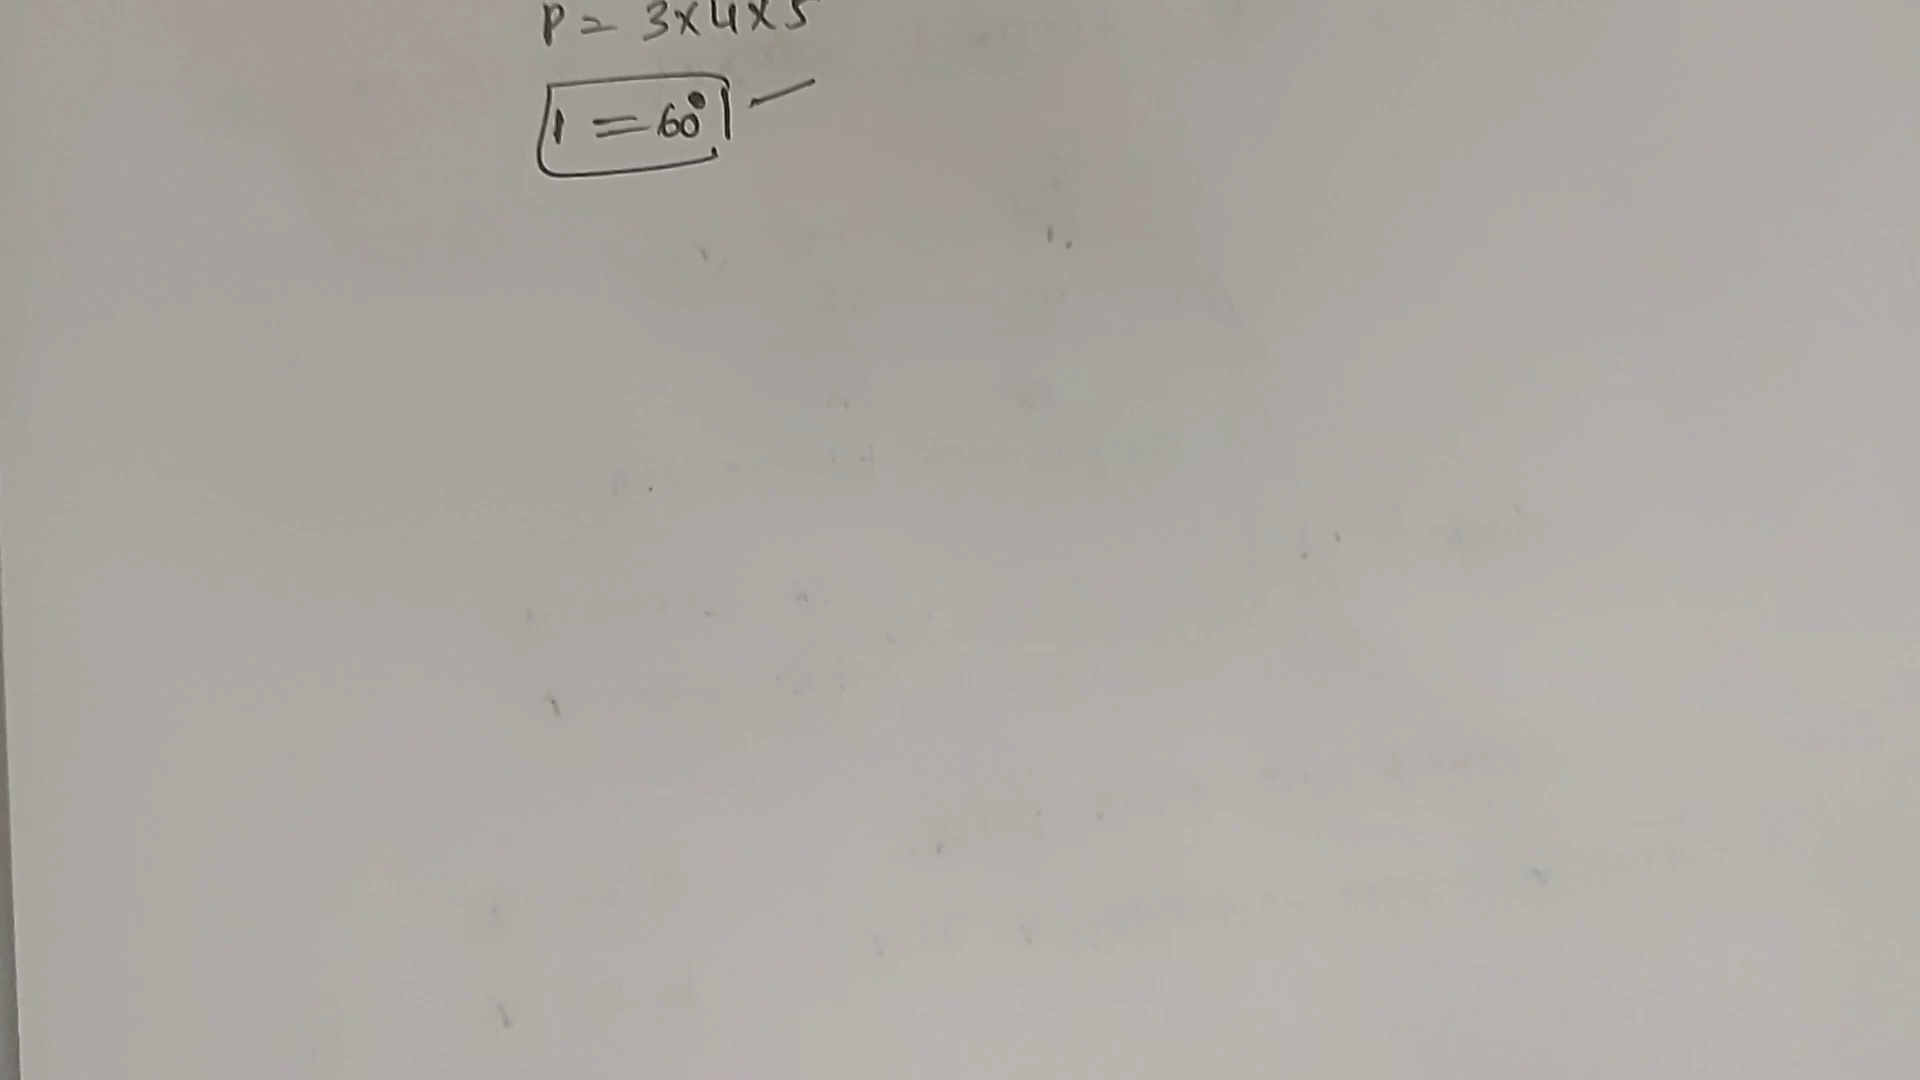 P = 3×4×5
1 = 60°